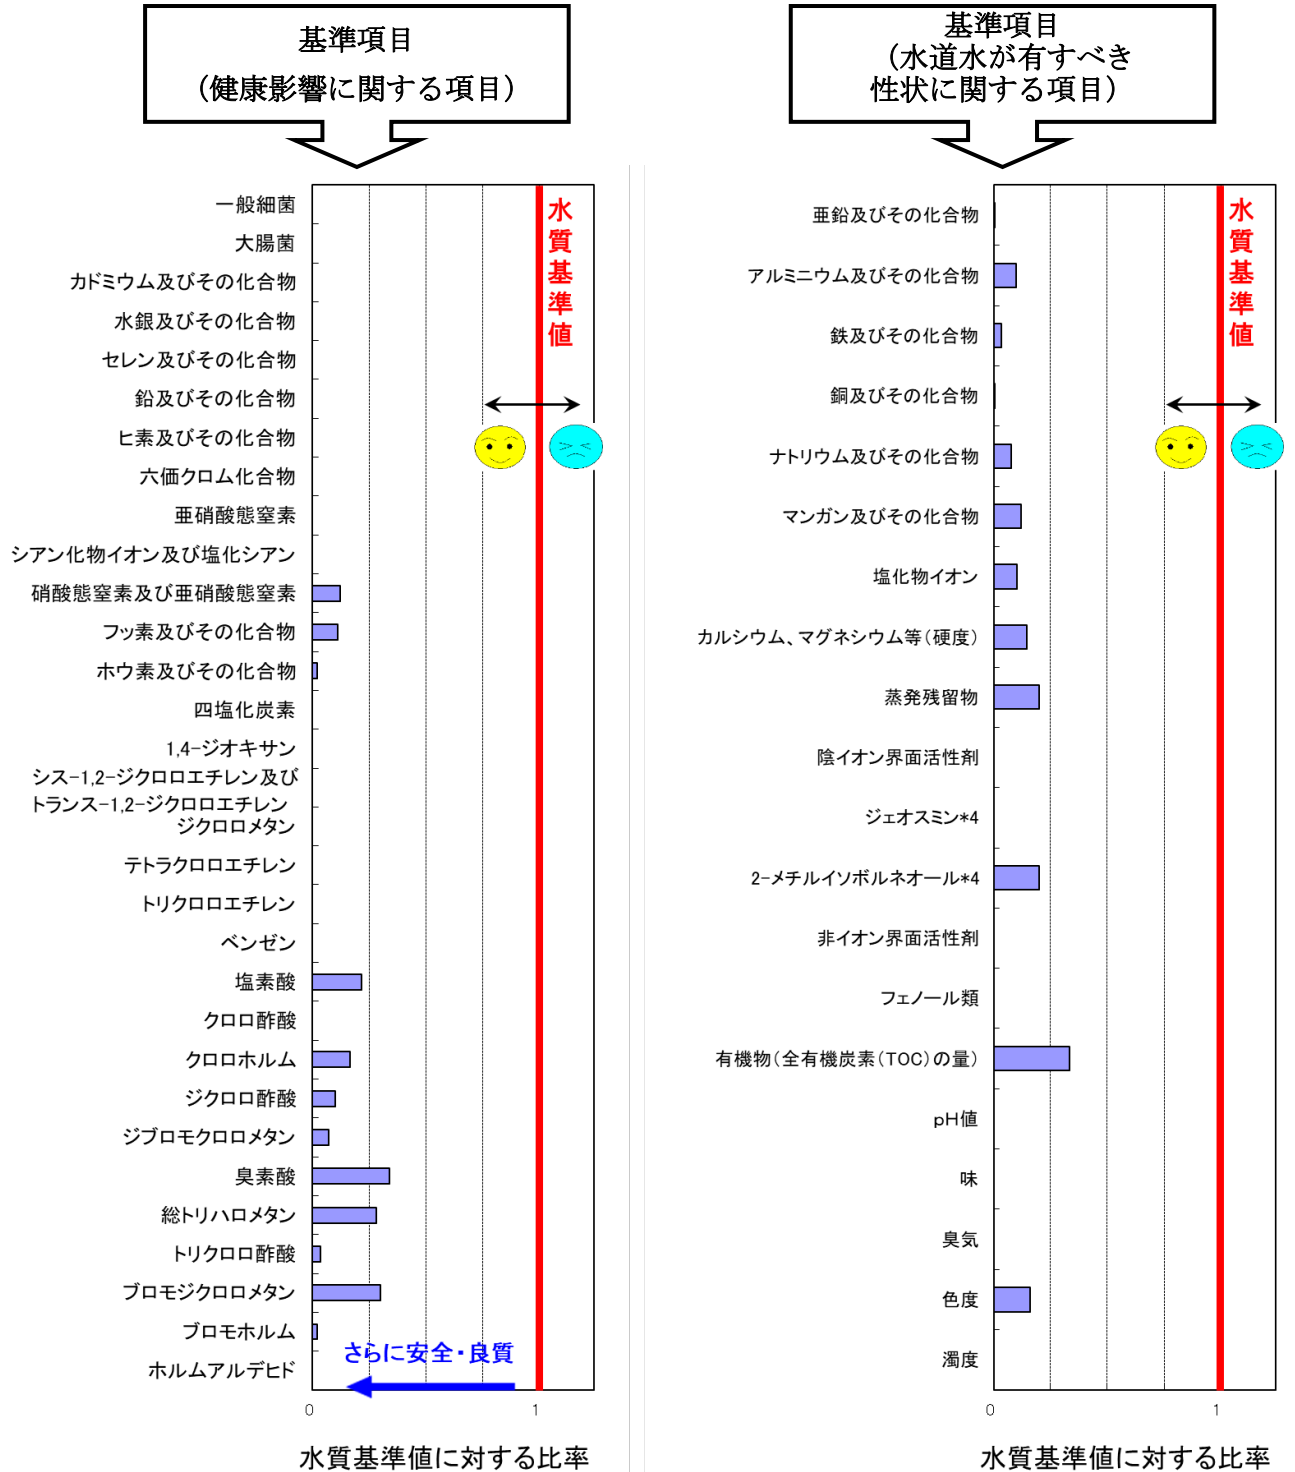 基準項目
（健康影響に関する項目）
一般細菌
大腸菌
カドミウム及びその化合物
水銀及びその化合物
セレン及びその化合物
鉛及びその化合物
ヒ素及びその化合物
六価クロム化合物
亜硝酸態窒素
シアン化物イオン及び塩化シアン
硝酸態窒素及び亜硝酸態窒素
フッ素及びその化合物
ホウ素及びその化合物
四塩化炭素
1,4-ジオキサン
シス-1,2-ジクロロエチレン及び
トランス-1,2-ジクロロエチレン
ジクロロメタン
テトラクロロエチレン
トリクロロエチレン
ベンゼン
塩素酸
クロロ酢酸
クロロホルム
ジクロロ酢酸
ジブロモクロロメタン
臭素酸
総トリハロメタン
トリクロロ酢酸
ブロモジクロロメタン
ブロモホルム
ホルムアルデヒド
水質基準値
さらに安全・良質
0
1
水質基準値に対する比率
基準項目
（水道水が有すべき
性状に関する項目）
亜鉛及びその化合物
アルミニウム及びその化合物
鉄及びその化合物
銅及びその化合物
ナトリウム及びその化合物
マンガン及びその化合物
塩化物イオン
カルシウム、マグネシウム等（硬度）
蒸発残留物
陰イオン界面活性剤
ジェオスミン*4
2-メチルイソボルネオール*4
非イオン界面活性剤
フェノール類
有機物（全有機炭素（TOC）の量）
pH値
味
臭気
色度
濁度
水質基準値
0
1
水質基準値に対する比率